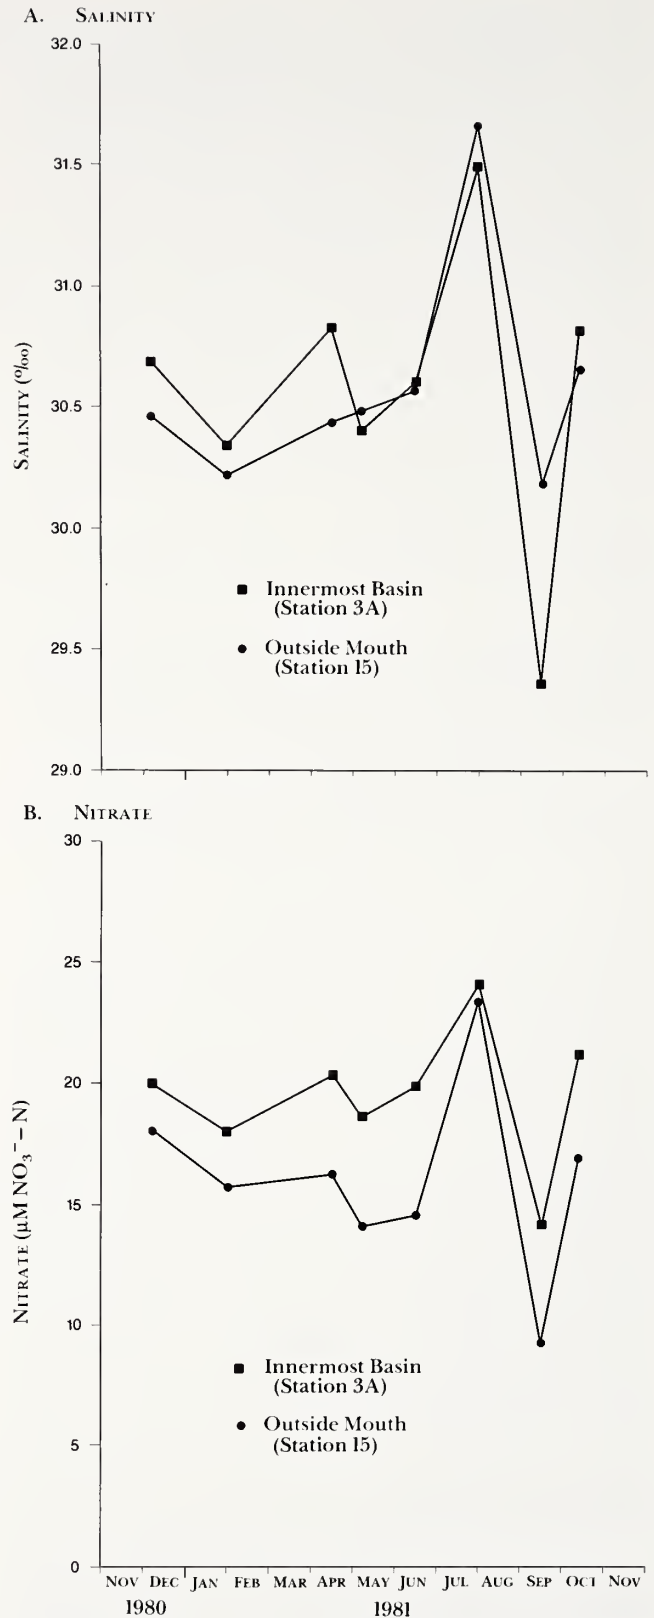 A. SALINITY
32.0
31.5
31.0
30.5
30.0
29.5
29.0
SALINITY (‰)
■ Innermost Basin
(Station 3A)
● Outside Mouth
(Station 15)
B. NITRATE
30
25
20
15
10
5
0
NITRATE (µM NO₃⁻ – N)
■ Innermost Basin
(Station 3A)
● Outside Mouth
(Station 15)
NOV DEC JAN FEB MAR APR MAY JUN JUL AUG SEP OCT NOV
1980 1981